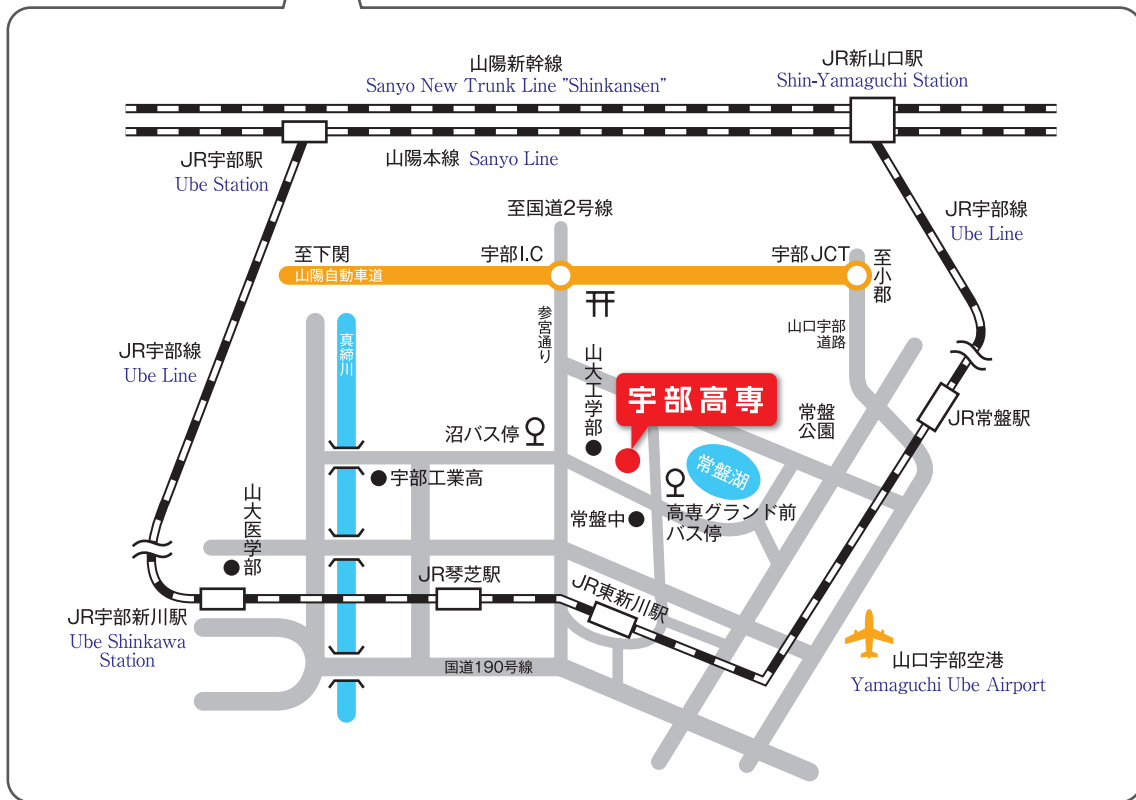 山陽新幹線
Sanyo New Trunk Line "Shinkansen"
JR新山口駅
Shin-Yamaguchi Station
JR宇部駅
Ube Station
山陽本線 Sanyo Line
至国道2号線
JR宇部線
Ube Line
至下関
宇部I.C
宇部JCT
至小郡
山陽自動車道
参宮通り
山口宇部
道路
真締川
JR宇部線
Ube Line
山大工学部
宇部高専
常盤
公園
JR常盤駅
沼バス停
常盤湖
宇部工業高
山大医学部
常盤中
高専グランド前
バス停
JR琴芝駅
JR東新川駅
JR宇部新川駅
Ube Shinkawa
Station
国道190号線
山口宇部空港
Yamaguchi Ube Airport